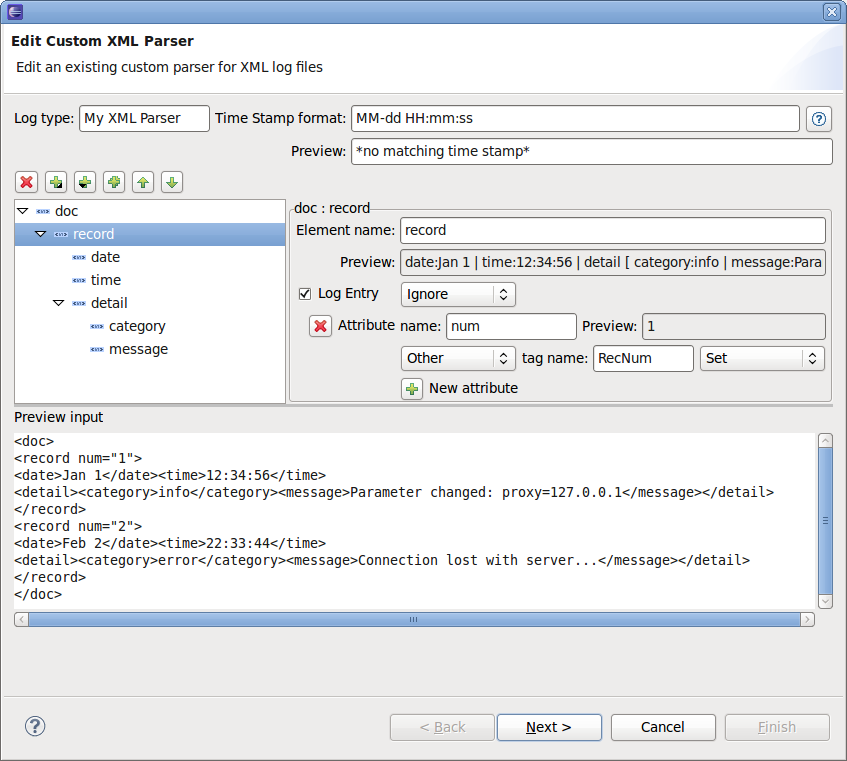 Edit Custom XML Parser
Edit an existing custom parser for XML log files
Log type: My XML Parser Time Stamp format: MM-dd HH:mm:ss
Preview: *no matching time stamp*
doc
record
date
time
detail
category
message
doc : record
Element name: record
Preview: date:Jan 1 | time:12:34:56 | detail [ category:info | message:Para
Log Entry Ignore
Attribute name: num Preview: 1
Other tag name: RecNum Set
New attribute
Preview input
<doc>
<record num="1">
<date>Jan 1</date><time>12:34:56</time>
<detail><category>info</category><message>Parameter changed: proxy=127.0.0.1</message></detail>
</record>
<record num="2">
<date>Feb 2</date><time>22:33:44</time>
<detail><category>error</category><message>Connection lost with server...</message></detail>
</record>
</doc>
< Back Next > Cancel Finish